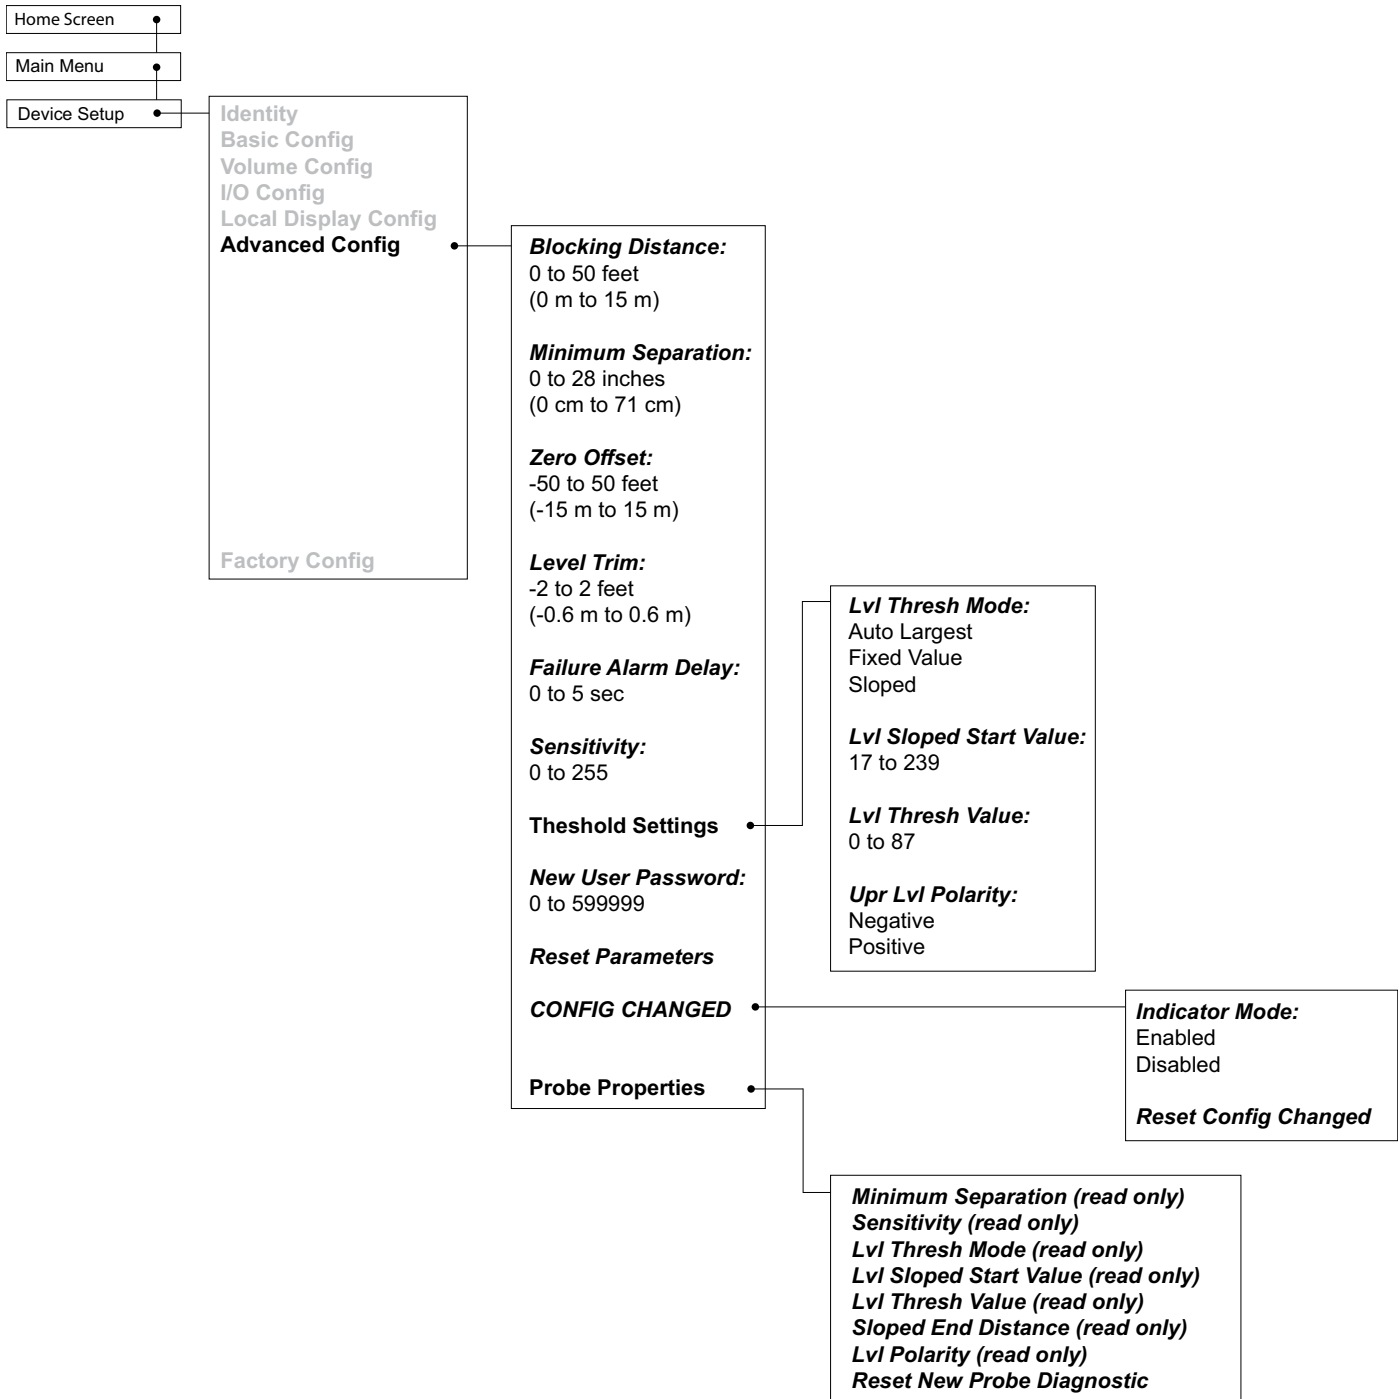 Home Screen
Main Menu
Device Setup
Identity
Basic Config
Volume Config
I/O Config
Local Display Config
Advanced Config
Factory Config
Blocking Distance:
0 to 50 feet
(0 m to 15 m)
Minimum Separation:
0 to 28 inches
(0 cm to 71 cm)
Zero Offset:
-50 to 50 feet
(-15 m to 15 m)
Level Trim:
-2 to 2 feet
(-0.6 m to 0.6 m)
Failure Alarm Delay:
0 to 5 sec
Sensitivity:
0 to 255
Theshold Settings
New User Password:
0 to 599999
Reset Parameters
CONFIG CHANGED
Probe Properties
Lvl Thresh Mode:
Auto Largest
Fixed Value
Sloped
Lvl Sloped Start Value:
17 to 239
Lvl Thresh Value:
0 to 87
Upr Lvl Polarity:
Negative
Positive
Indicator Mode:
Enabled
Disabled
Reset Config Changed
Minimum Separation (read only)
Sensitivity (read only)
Lvl Thresh Mode (read only)
Lvl Sloped Start Value (read only)
Lvl Thresh Value (read only)
Sloped End Distance (read only)
Lvl Polarity (read only)
Reset New Probe Diagnostic